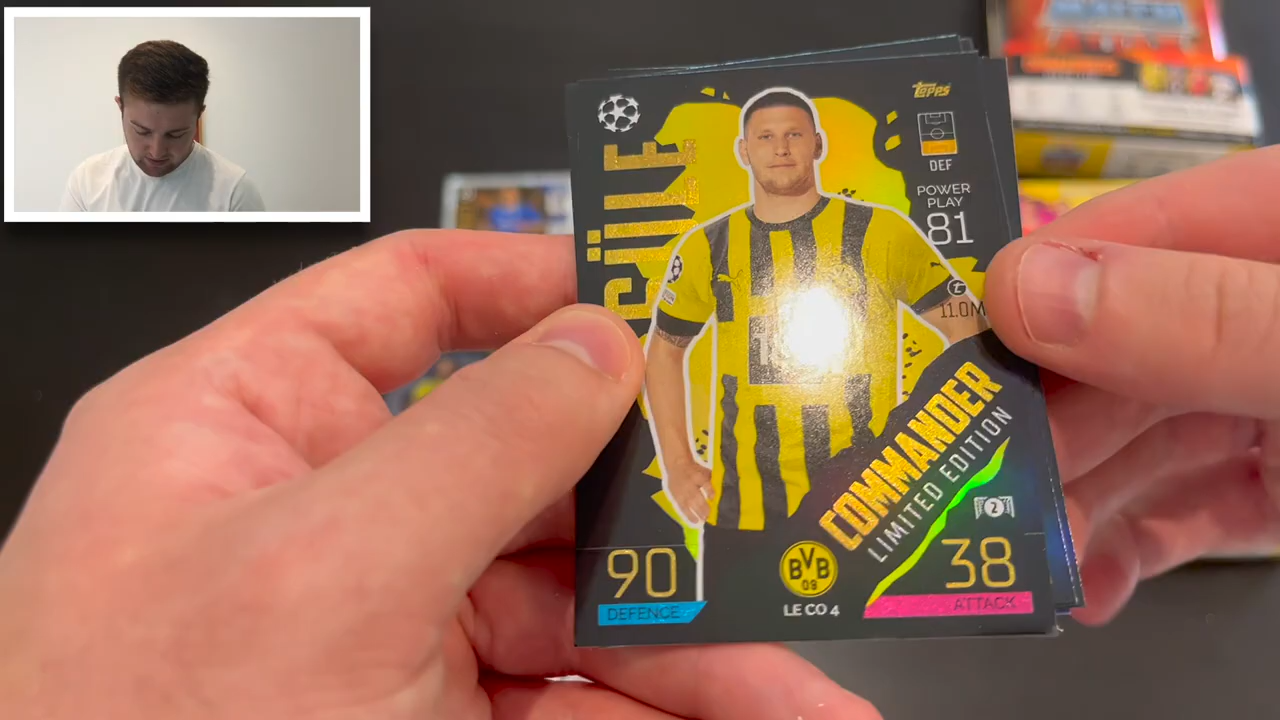 Topps
DEF
POWER
PLAY
81
11.0M
SÜLE
COMMANDER
LIMITED EDITION
2
90
DEFENCE
BVB
09
LE CO 4
38
ATTACK